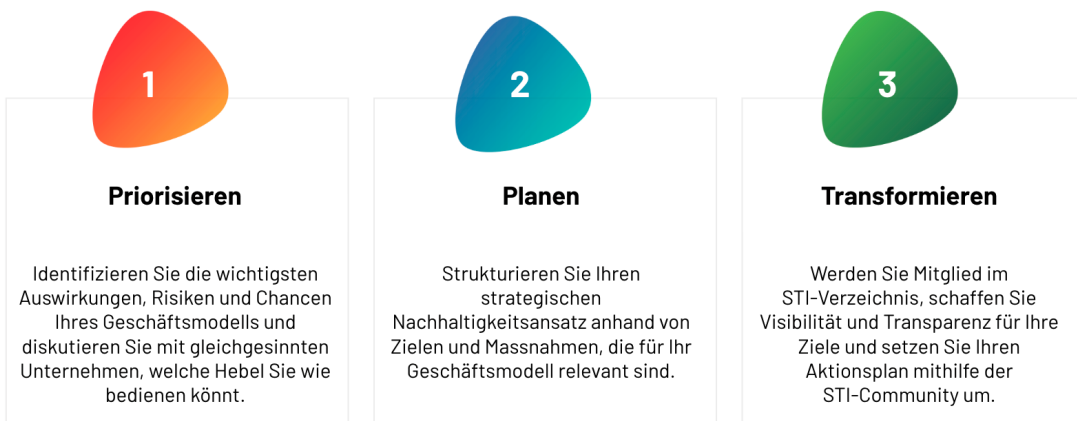 1
Priorisieren
Identifizieren Sie die wichtigsten
Auswirkungen, Risiken und Chancen
Ihres Geschäftsmodells und
diskutieren Sie mit gleichgesinnten
Unternehmen, welche Hebel Sie wie
bedienen könnt.
2
Planen
Strukturieren Sie Ihren
strategischen
Nachhaltigkeitsansatz anhand von
Zielen und Massnahmen, die für Ihr
Geschäftsmodell relevant sind.
3
Transformieren
Werden Sie Mitglied im
STI-Verzeichnis, schaffen Sie
Visibilität und Transparenz für Ihre
Ziele und setzen Sie Ihren
Aktionsplan mithilfe der
STI-Community um.